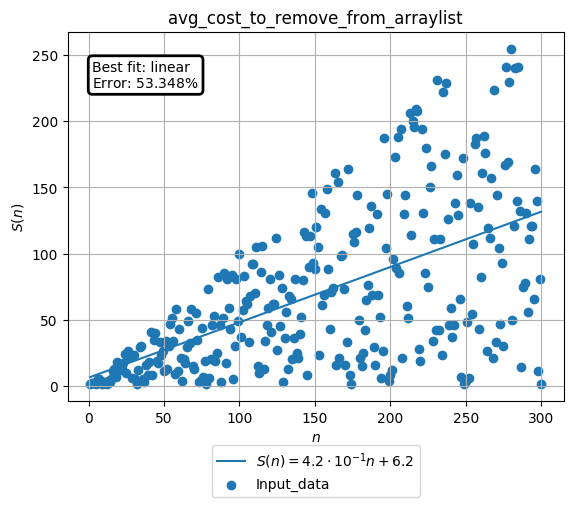 avg_cost_to_remove_from_arraylist
Best fit: linear
Error: 53.348%
250
200
150
100
50
0
S(n)
0 50 100 150 200 250 300
n
S(n) = 4.2 · 10⁻¹n + 6.2
Input_data